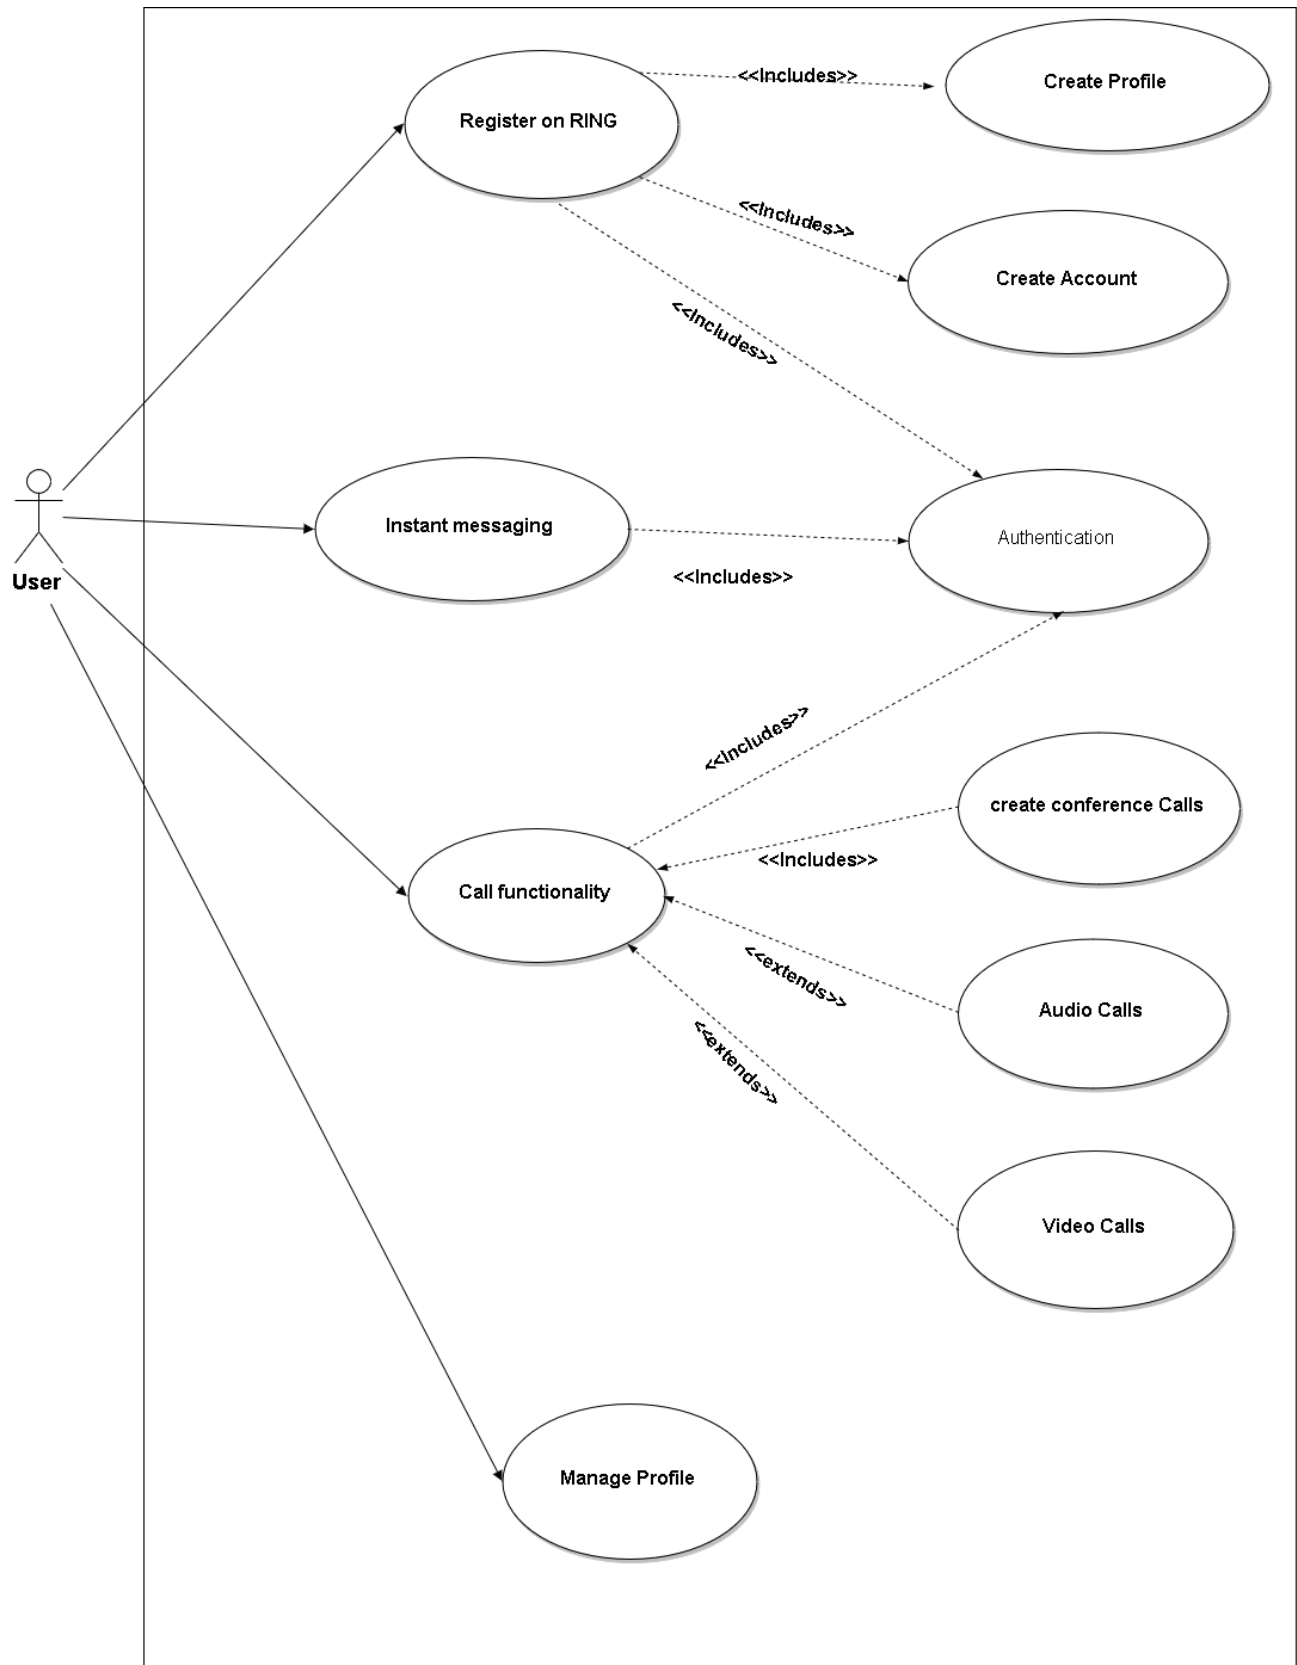 <<Includes>>
Create Profile
Register on RING
<<Includes>>
Create Account
<<Includes>>
Instant messaging
Authentication
<<Includes>>
User
<<Includes>>
create conference Calls
<<Includes>>
Call functionality
<<extends>>
Audio Calls
<<extends>>
Video Calls
Manage Profile